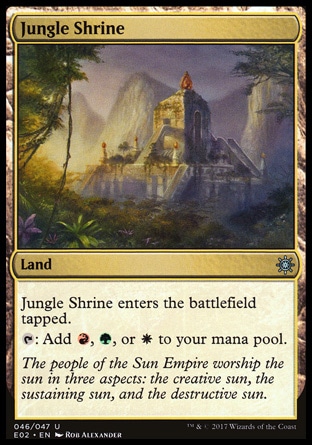 Jungle Shrine
Land
Jungle Shrine enters the battlefield
tapped.
: Add , , or to your mana pool.
The people of the Sun Empire worship the
sun in three aspects: the creative sun, the
sustaining sun, and the destructive sun.
046/047 U
E02 • EN Rob Alexander
™ & © 2017 Wizards of the Coast